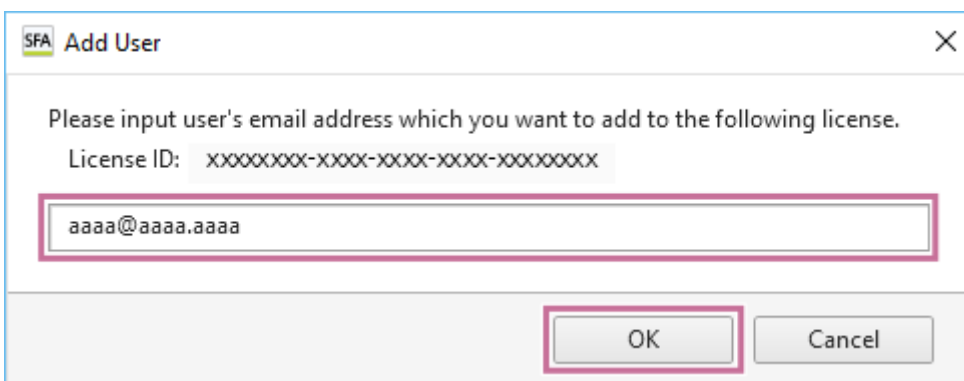 SFA Add User
Please input user's email address which you want to add to the following license.
License ID: xxxxxxxx-xxxx-xxxx-xxxx-xxxxxxxx
aaaa@aaaa.aaaa
OK Cancel